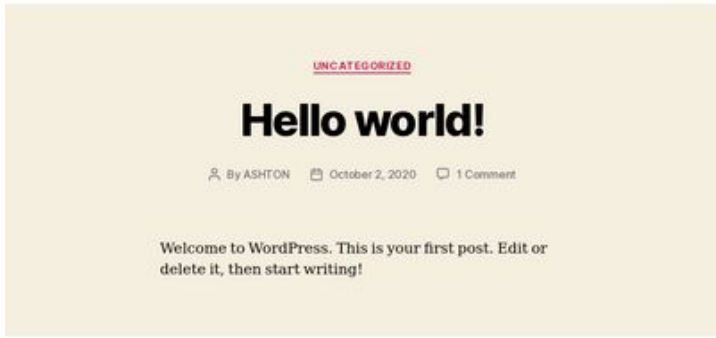 UNCATEGORIZED
Hello world!
By ASHTON October 2, 2020 1 Comment
Welcome to WordPress. This is your first post. Edit or
delete it, then start writing!